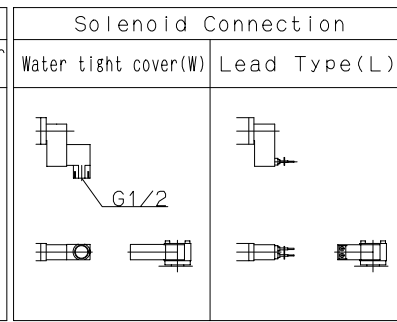 Solenoid Connection
Water tight cover(W)
Lead Type(L)
G1/2